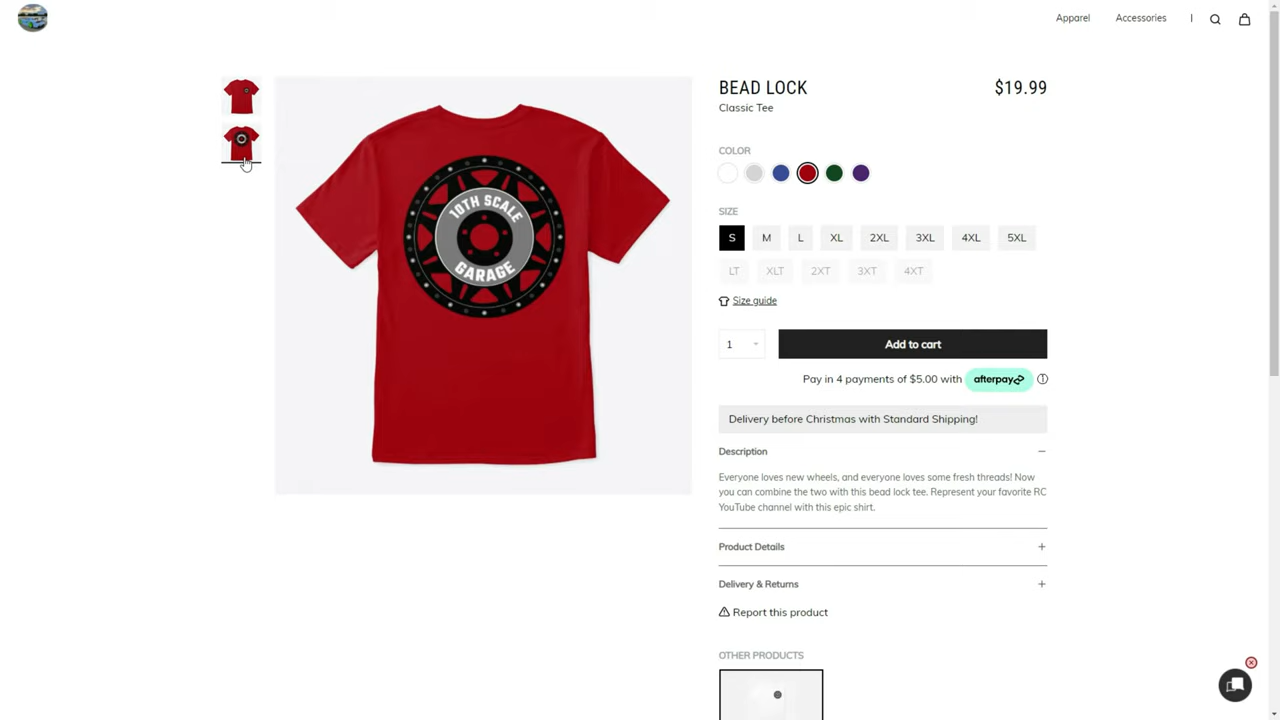 Apparel
Accessories
BEAD LOCK
$19.99
Classic Tee
COLOR
SIZE
S
M
L
XL
2XL
3XL
4XL
5XL
LT
XLT
2XT
3XT
4XT
Size guide
1
Add to cart
Pay in 4 payments of $5.00 with afterpay
Delivery before Christmas with Standard Shipping!
Description
Everyone loves new wheels, and everyone loves some fresh threads! Now
you can combine the two with this bead lock tee. Represent your favorite RC
YouTube channel with this epic shirt.
Product Details
Delivery & Returns
Report this product
OTHER PRODUCTS
10TH SCALE
GARAGE